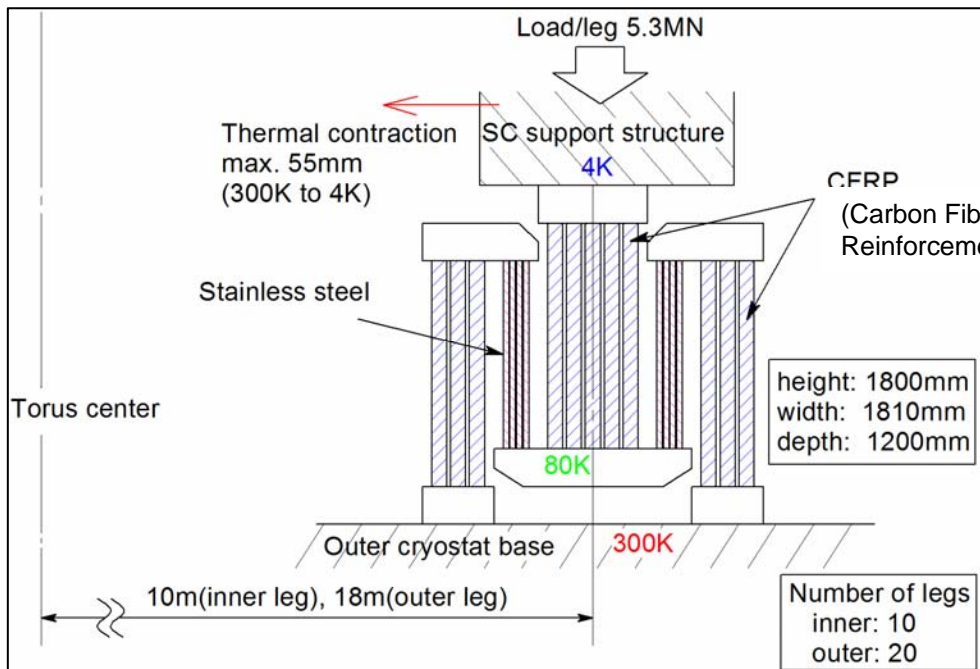 Load/leg 5.3MN
Thermal contraction
max. 55mm
(300K to 4K)
SC support structure
4K
(Carbon Fib
Reinforceme
Stainless steel
Torus center
height: 1800mm
width: 1810mm
depth: 1200mm
80K
Outer cryostat base
300K
10m(inner leg), 18m(outer leg)
Number of legs
inner: 10
outer: 20